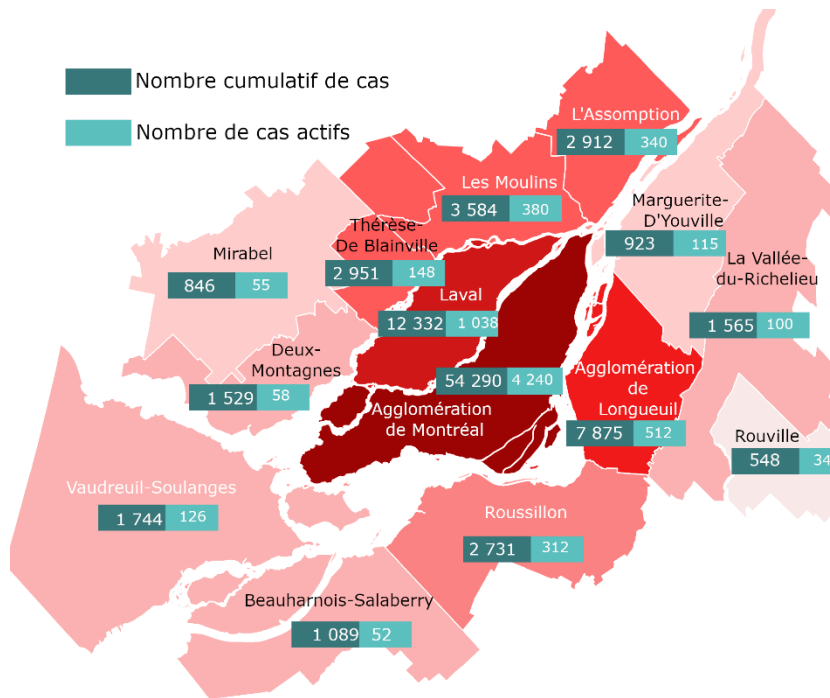 Nombre cumulatif de cas
Nombre de cas actifs
L'Assomption
2 912 340
Les Moulins
3 584 380
Marguerite-
D'Youville
923 115
Thérèse-
De Blainville
2 951 148
Mirabel
846 55
La Vallée-
du-Richelieu
1 565 100
Laval
12 332 1 038
Deux-
Montagnes
1 529 58
54 290 4 240
Agglomération
de Montréal
Agglomération
de
Longueuil
7 875 512
Rouville
548 34
Vaudreuil-Soulanges
1 744 126
Roussillon
2 731 312
Beauharnois-Salaberry
1 089 52